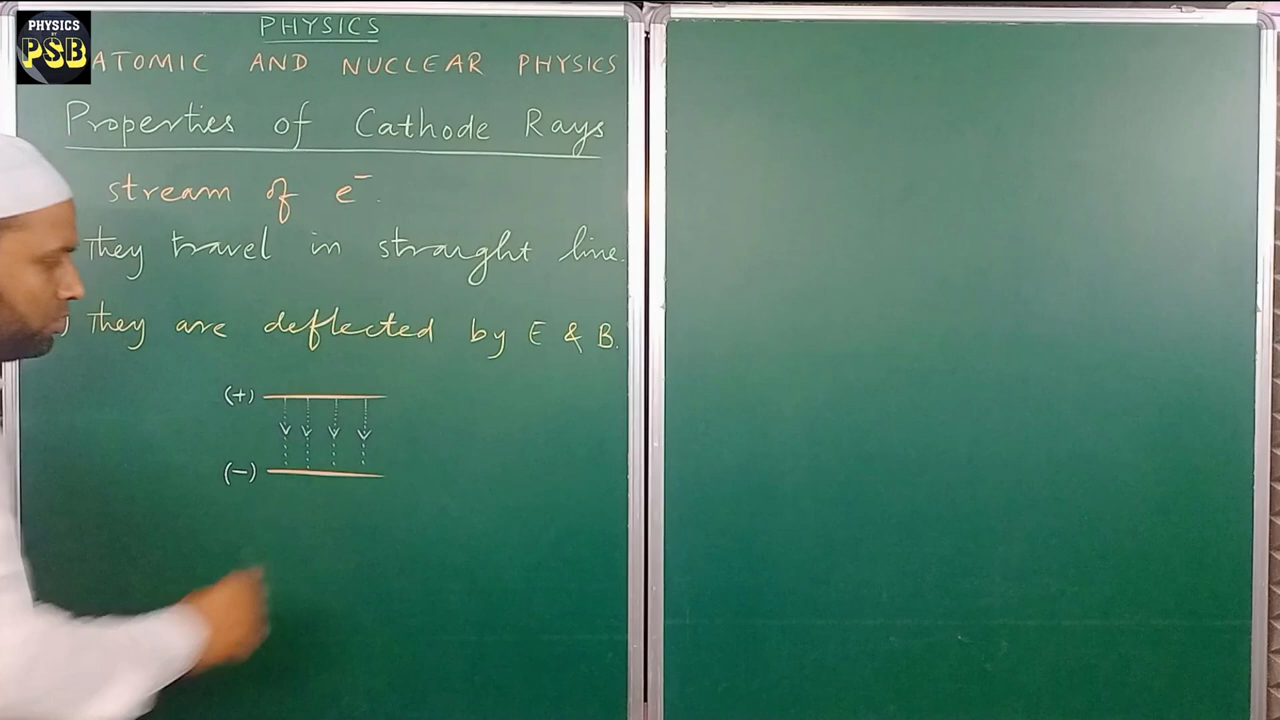 PHYSICS
BY
PSB
PHYSICS
ATOMIC AND NUCLEAR PHYSICS
Properties of Cathode Rays
stream of e⁻.
They travel in straight line.
) They are deflected by E & B.
(+)
(-)